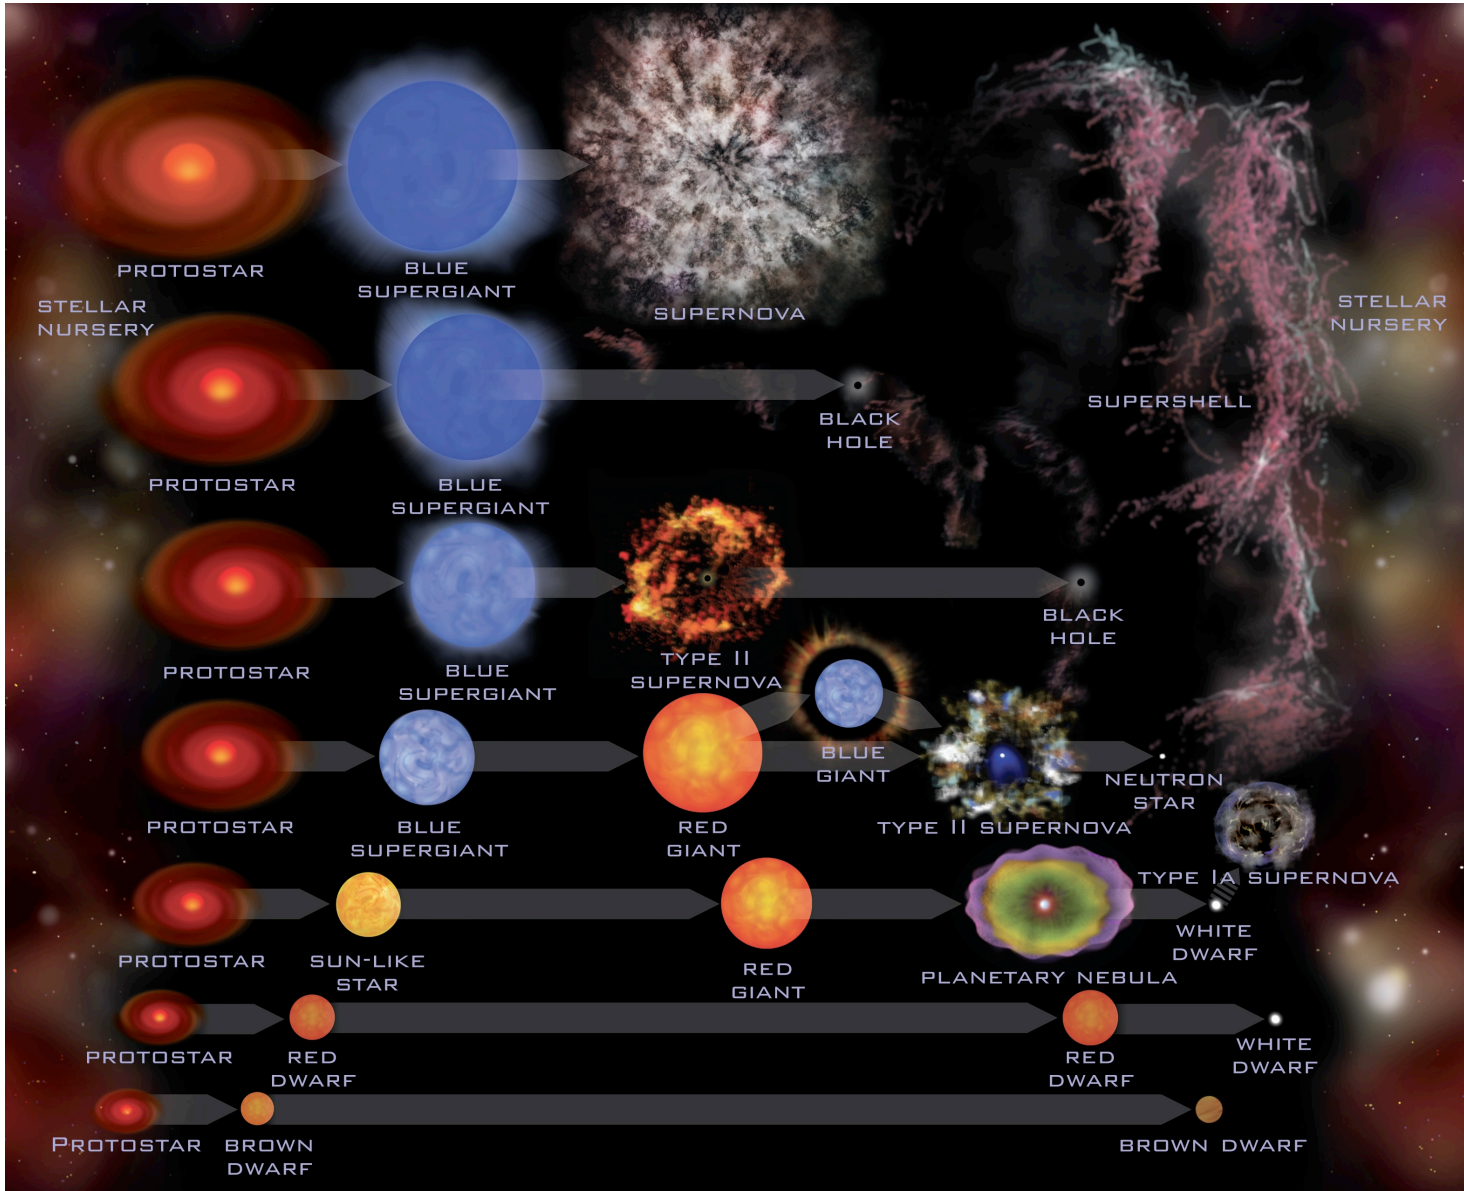 PROTOSTAR
BLUE
SUPERGIANT
SUPERNOVA
STELLAR
NURSERY
STELLAR
NURSERY
SUPERSHELL
PROTOSTAR
BLUE
SUPERGIANT
BLACK
HOLE
PROTOSTAR
BLUE
SUPERGIANT
TYPE II
SUPERNOVA
BLACK
HOLE
PROTOSTAR
BLUE
SUPERGIANT
RED
GIANT
BLUE
GIANT
TYPE II SUPERNOVA
NEUTRON
STAR
PROTOSTAR
SUN-LIKE
STAR
RED
GIANT
PLANETARY NEBULA
TYPE IA SUPERNOVA
WHITE
DWARF
PROTOSTAR
RED
DWARF
RED
DWARF
WHITE
DWARF
PROTOSTAR
BROWN
DWARF
BROWN DWARF